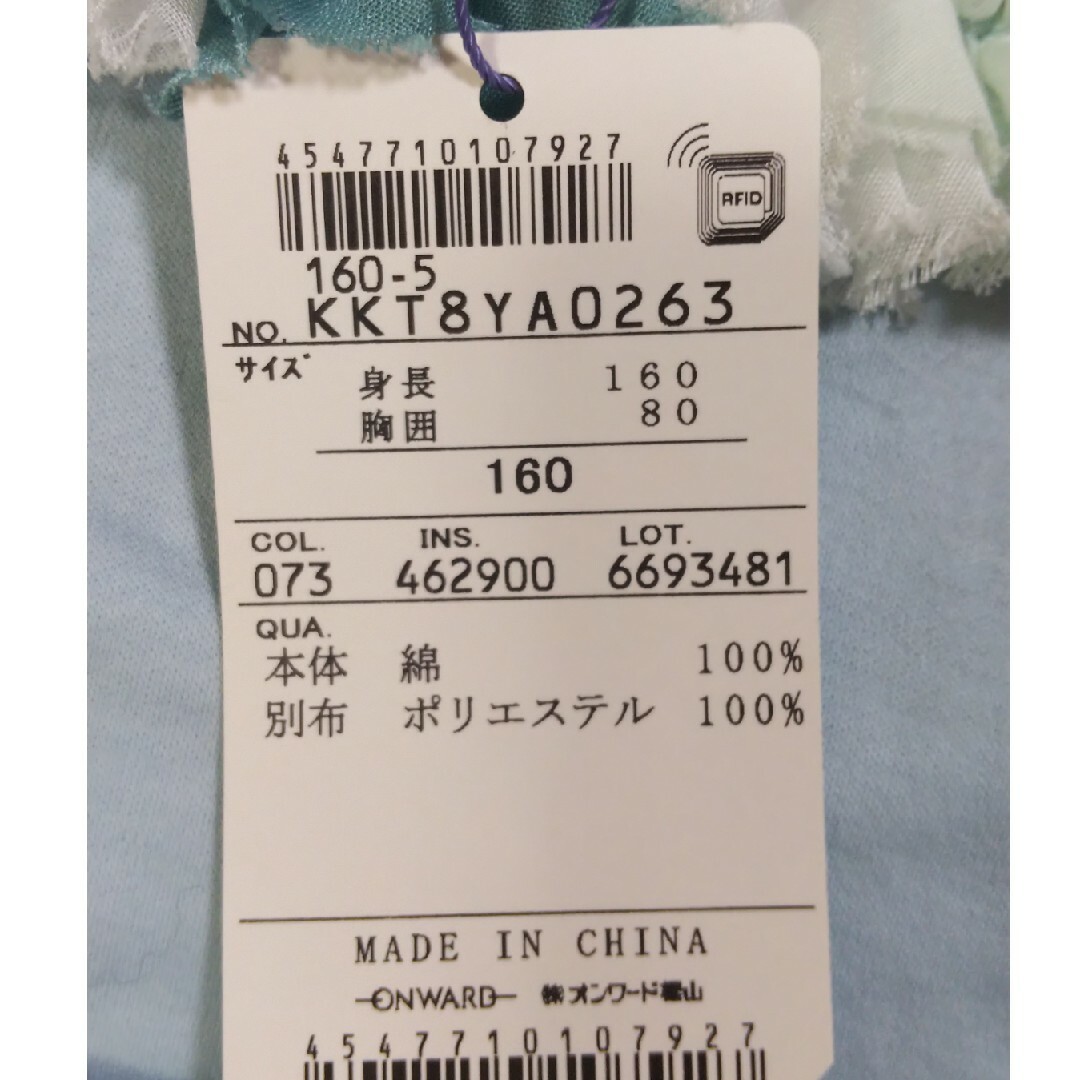 4547710107927
RFID
160-5
NO. KKT8YA0263
サイズ
身長 160
胸囲 80
160
COL. INS. LOT.
073 462900 6693481
QUA.
本体 綿 100%
別布 ポリエステル 100%
MADE IN CHINA
ONWARD ㈱オンワード樫山
4547710107927